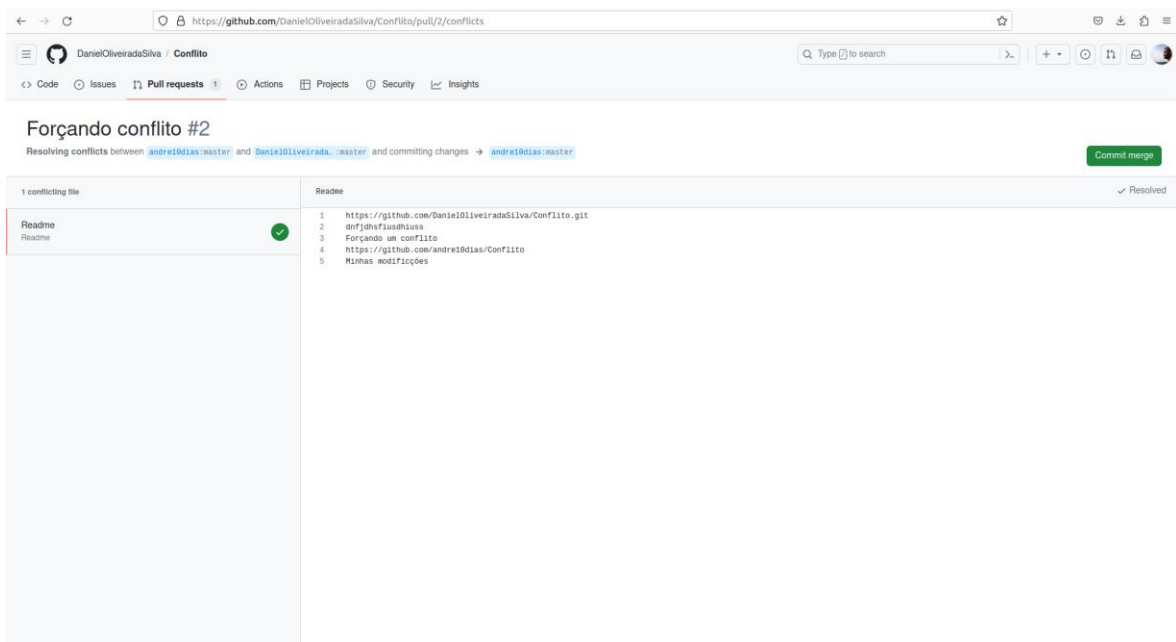 https://github.com/DanielOliveiradaSilva/Conflito/pull/2/conflicts
DanielOliveiradaSilva / Conflito
Type / to search
<> Code Issues Pull requests 1 Actions Projects Security Insights
Forçando conflito #2
Resolving conflicts between andre10dias:master and DanielOliveirada…:master and committing changes → andre10dias:master
Commit merge
1 conflicting file
Readme
✓ Resolved
Readme
Readme
1 https://github.com/DanielOliveiradaSilva/Conflito.git
2 dnfjdhsfiusdhiuss
3 Forçando um conflito
4 https://github.com/andre10dias/Conflito
5 Minhas modificções